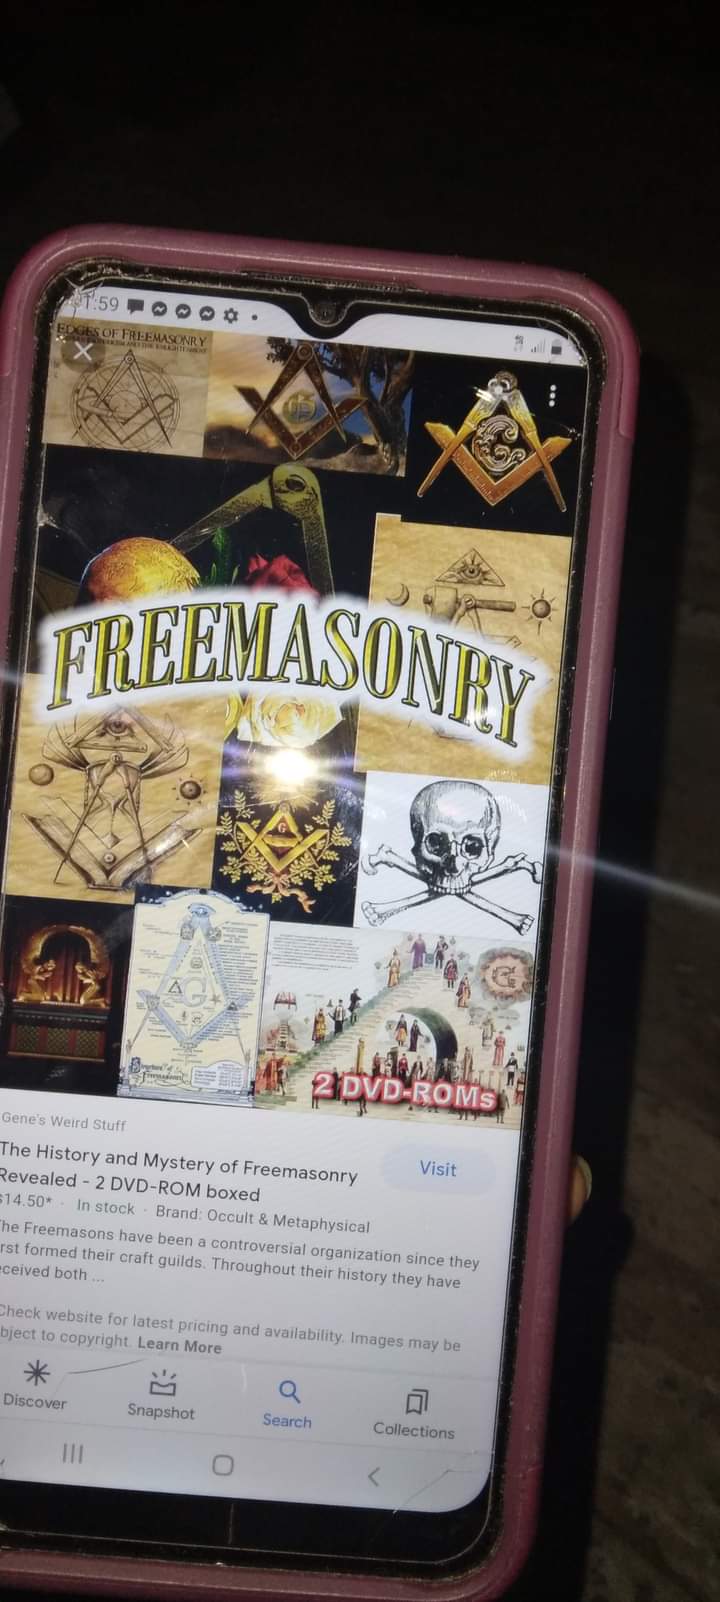 1:59
EDGES OF FREEMASONRY
FREEMASONRY
G
G
G
2 DVD-ROMs
Gene's Weird Stuff
The History and Mystery of Freemasonry
Revealed - 2 DVD-ROM boxed
Visit
$14.50* · In stock · Brand: Occult & Metaphysical
he Freemasons have been a controversial organization since they
rst formed their craft guilds. Throughout their history they have
eceived both ...
Check website for latest pricing and availability. Images may be
bject to copyright. Learn More
Discover
Snapshot
Search
Collections